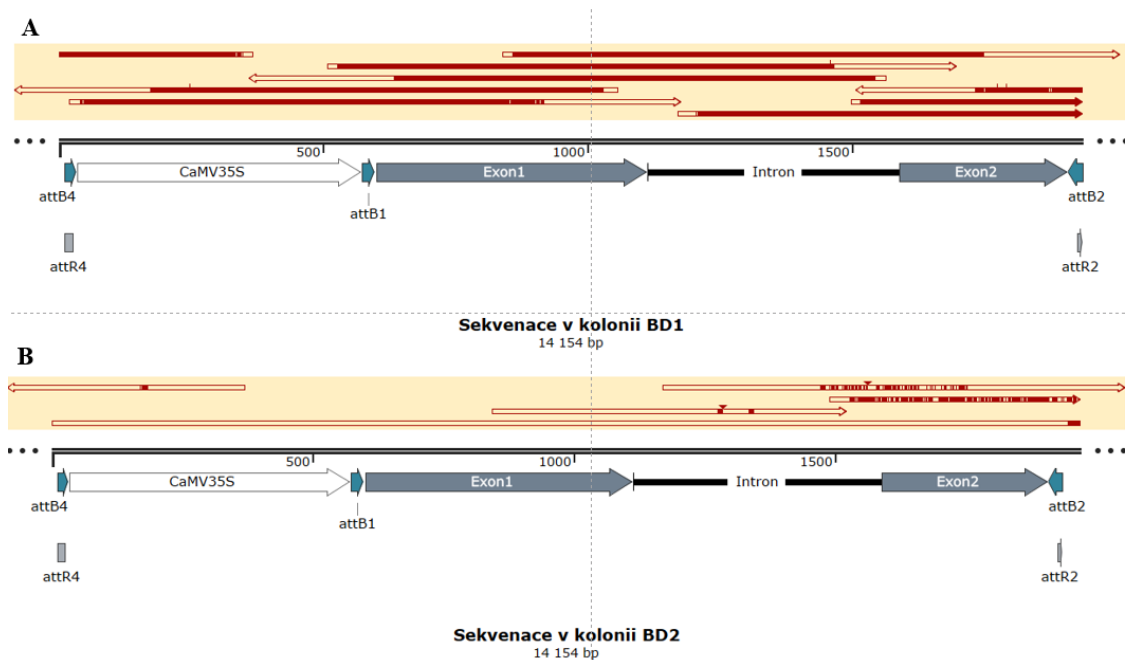 A
500 1000 1500
CaMV35S Exon1 Intron Exon2
attB4 attB1 attB2
attR4 attR2
Sekvenace v kolonii BD1
14 154 bp
B
500 1000 1500
CaMV35S Exon1 Intron Exon2
attB4 attB1 attB2
attR4 attR2
Sekvenace v kolonii BD2
14 154 bp